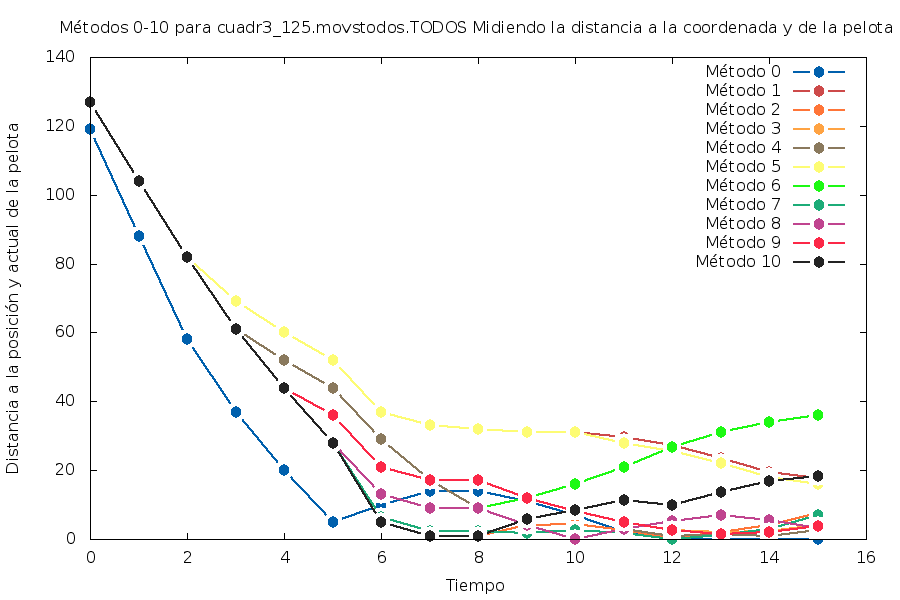 Métodos 0-10 para cuadr3_125.movstodos.TODOS Midiendo la distancia a la coordenada y de la pelota
Distancia a la posición y actual de la pelota
140
120
100
80
60
40
20
0
Método 0
Método 1
Método 2
Método 3
Método 4
Método 5
Método 6
Método 7
Método 8
Método 9
Método 10
0 2 4 6 8 10 12 14 16
Tiempo